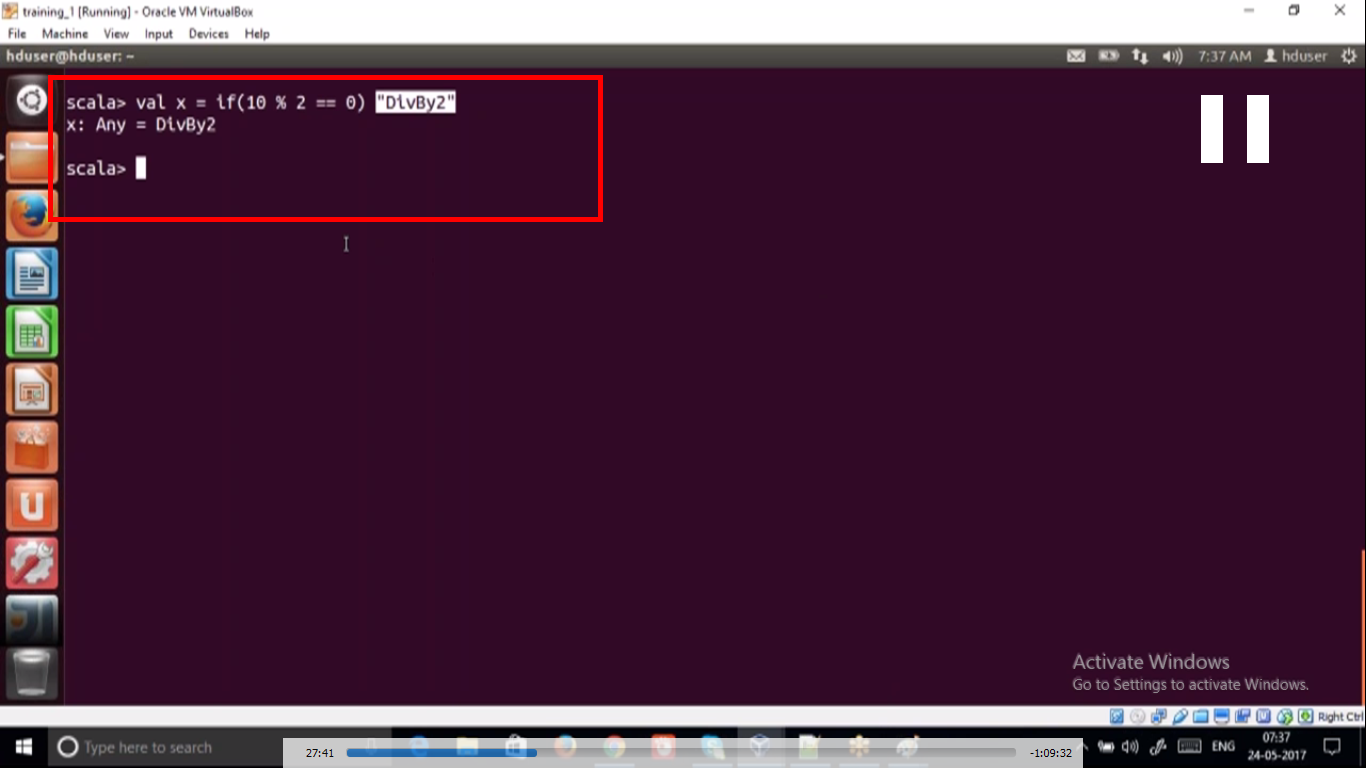 training_1 [Running] - Oracle VM VirtualBox
File Machine View Input Devices Help
hduser@hduser: ~
7:37 AM hduser
scala> val x = if(10 % 2 == 0) "DivBy2"
x: Any = DivBy2
scala>
Activate Windows
Go to Settings to activate Windows.
Right Ctrl
Type here to search
27:41
-1:09:32
ENG
07:37
24-05-2017